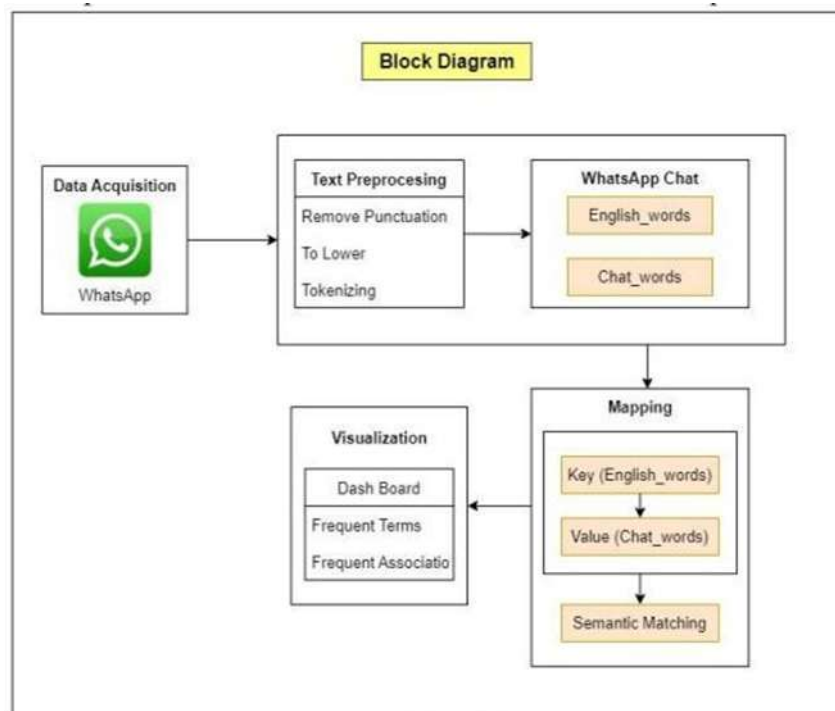 Block Diagram
Data Acquisition
WhatsApp
Text Preprocesing
Remove Punctuation
To Lower
Tokenizing
WhatsApp Chat
English_words
Chat_words
Mapping
Key (English_words)
Value (Chat_words)
Semantic Matching
Visualization
Dash Board
Frequent Terms
Frequent Associatio